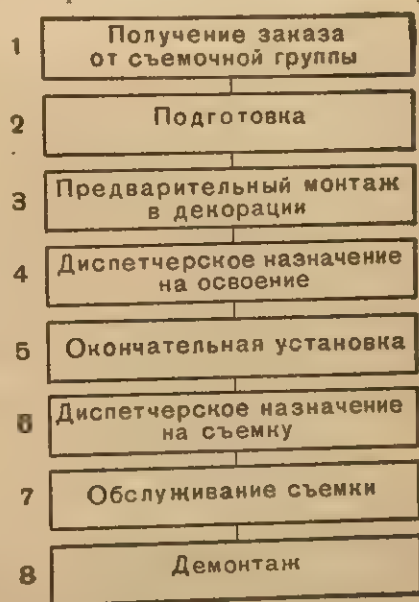 1 Получение заказа
от съемочной группы
2 Подготовка
3 Предварительный монтаж
в декорации
4 Диспетчерское назначение
на освоение
5 Окончательная установка
6 Диспетчерское назначение
на съемку
7 Обслуживание съемки
8 Демонтаж